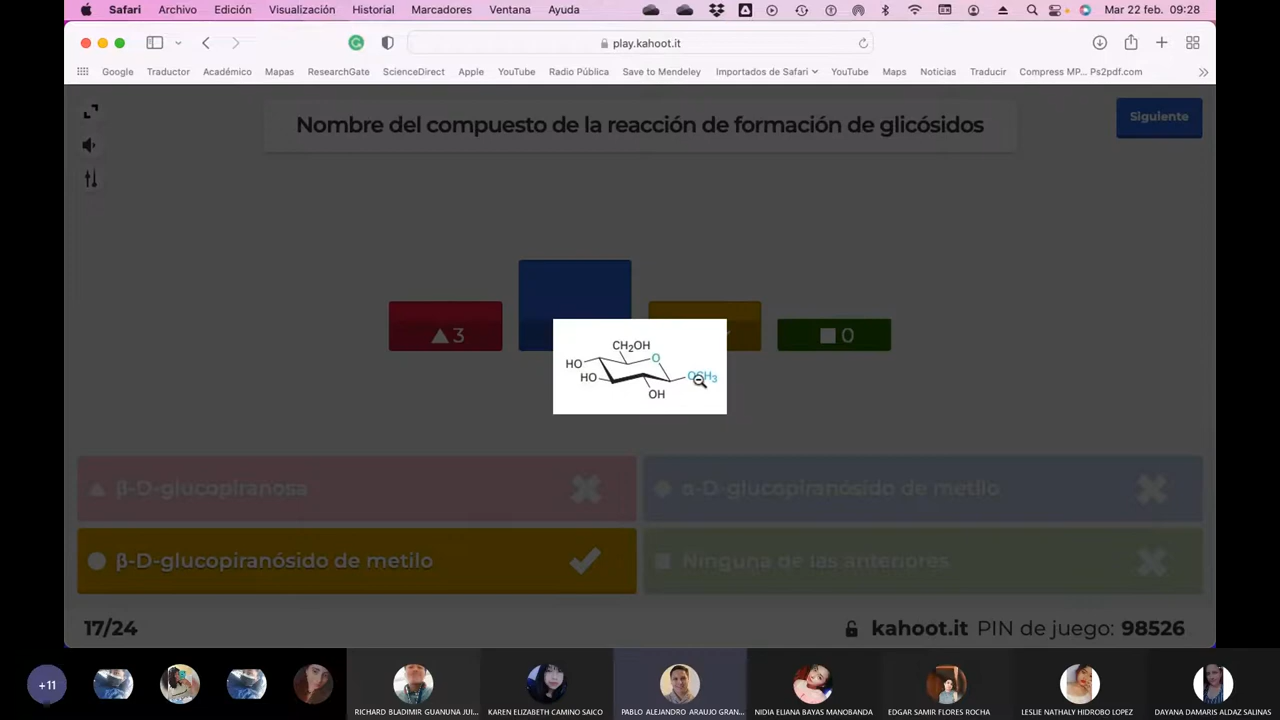 Safari Archivo Edición Visualización Historial Marcadores Ventana Ayuda Mar 22 feb. 09:28
play.kahoot.it
Google Traductor Académico Mapas ResearchGate ScienceDirect Apple YouTube Radio Pública Save to Mendeley Importados de Safari YouTube Maps Noticias Traducir Compress MP... Ps2pdf.com
Nombre del compuesto de la reacción de formación de glicósidos
Siguiente
3
0
CH2OH
O
HO
HO
OCH3
OH
β-D-glucopiranosa
α-D-glucopiranósido de metilo
β-D-glucopiranósido de metilo
Ninguna de las anteriores
17/24
kahoot.it PIN de juego: 98526
+11
RICHARD BLADIMIR GUANUNA JUI...
KAREN ELIZABETH CAMINO SAICO
PABLO ALEJANDRO ARAUJO GRAN...
NIDIA ELIANA BAYAS MANOBANDA
EDGAR SAMIR FLORES ROCHA
LESLIE NATHALY HIDROBO LOPEZ
DAYANA DAMARIS ALDAZ SALINAS